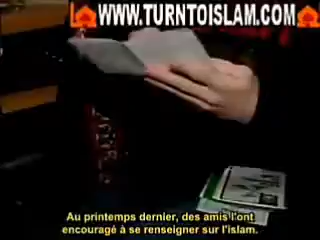 WWW.TURNTOISLAM.COM
Au printemps dernier, des amis l'ont
encouragé à se renseigner sur l'islam.